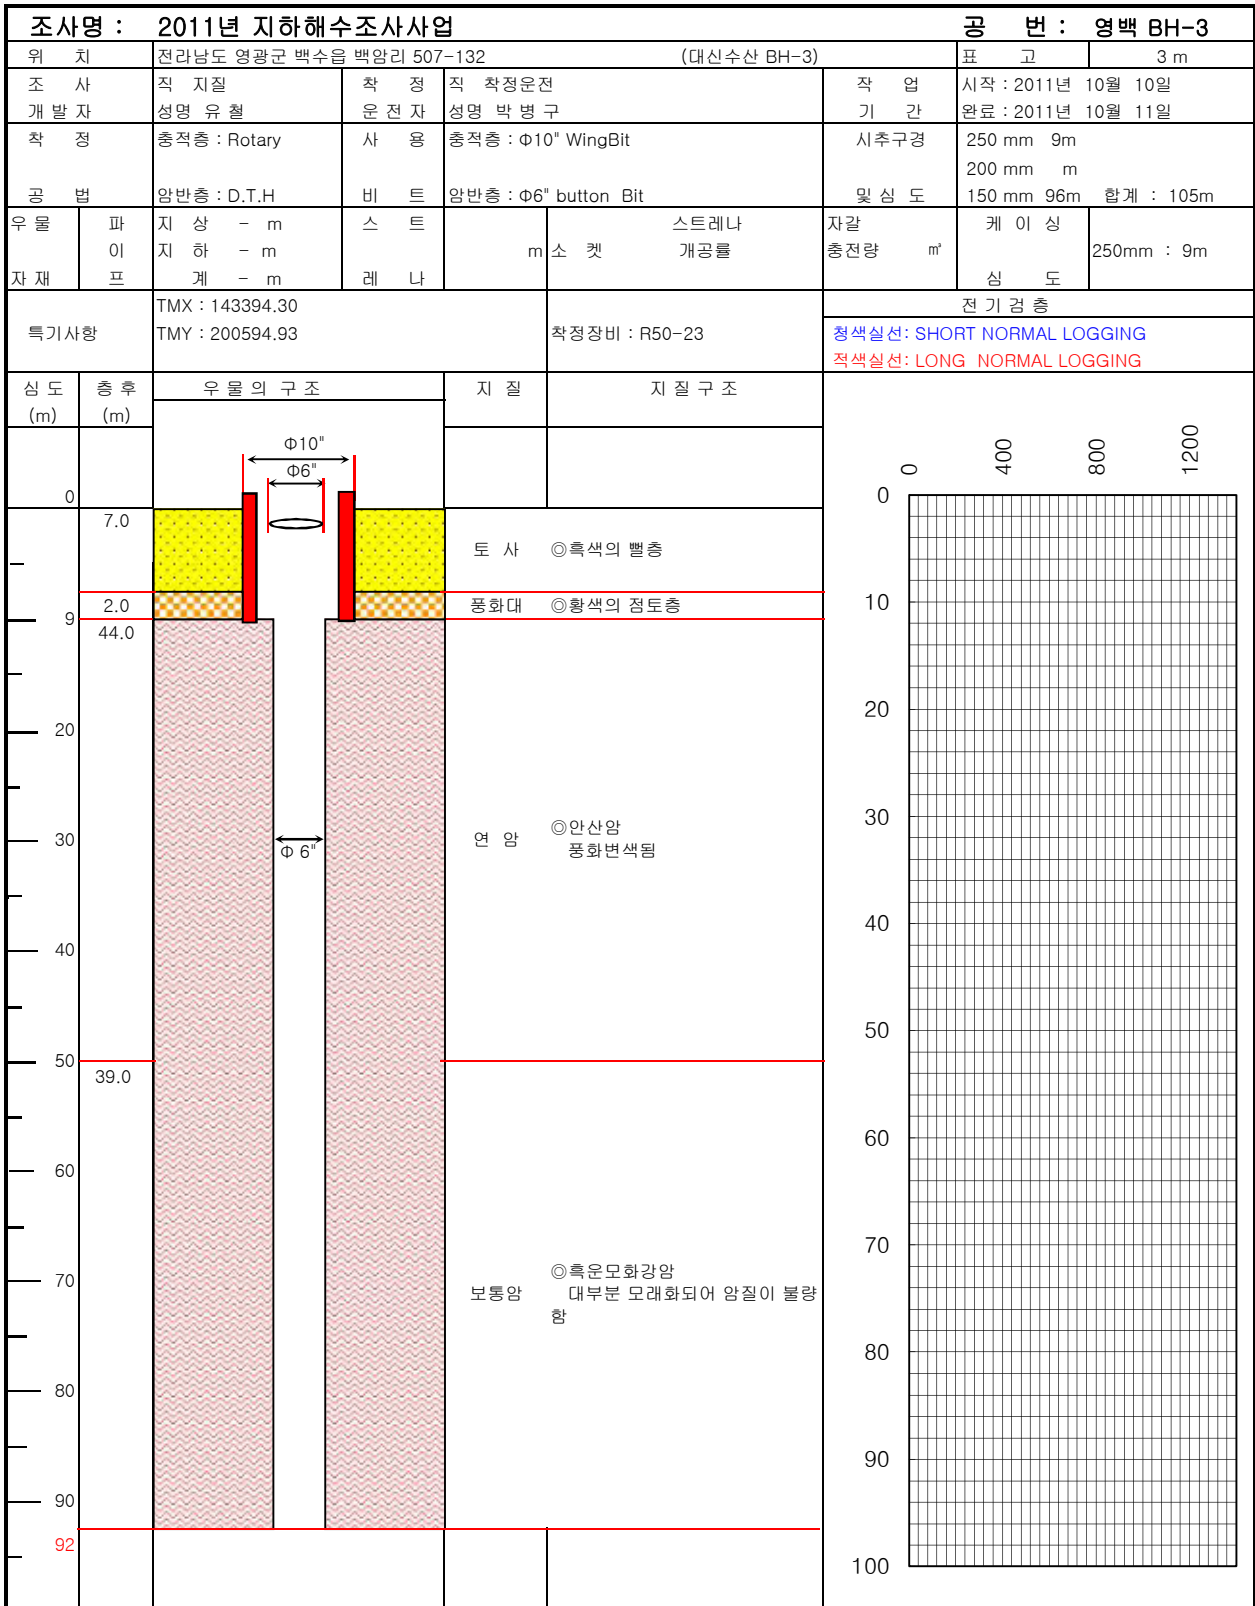 조사명 : 2011년 지하해수조사사업 공 번 : 영백 BH-3
위 치 전라남도 영광군 백수읍 백암리 507-132 (대신수산 BH-3) 표 고 3 m
조 사 직 지질 착 정 직 착정운전 작 업 시작 : 2011년 10월 10일
개 발 자 성명 유 철 운 전 자 성명 박 병 구 기 간 완료 : 2011년 10월 11일
착 정 충적층 : Rotary 사 용 충적층 : Φ10" WingBit 시추구경 250 mm 9m
200 mm m
공 법 암반층 : D.T.H 비 트 암반층 : Φ6" button Bit 및 심 도 150 mm 96m 합계 : 105m
우 물 파 지 상 - m 스 트 스트레나 자갈 케 이 싱
이 지 하 - m m 소 켓 개공률 충전량 ㎥ 250mm : 9m
자 재 프 계 - m 레 나 심 도
TMX : 143394.30 전 기 검 층
특기사항 TMY : 200594.93 착정장비 : R50-23 청색실선: SHORT NORMAL LOGGING
적색실선: LONG NORMAL LOGGING
심 도 층 후 우 물 의 구 조 지 질 지 질 구 조
(m) (m)
Φ10"
Φ6"
0 400 800 1200
0 0
7.0
토 사 ◎흑색의 뻘층
2.0 풍화대 ◎황색의 점토층 10
9
44.0
20 20
30 Φ 6" 연 암 ◎안산암 30
풍화변색됨
40 40
50 50
39.0
60 60
70 70
보통암 ◎흑운모화강암
대부분 모래화되어 암질이 불량
함
80 80
90 90
92
100